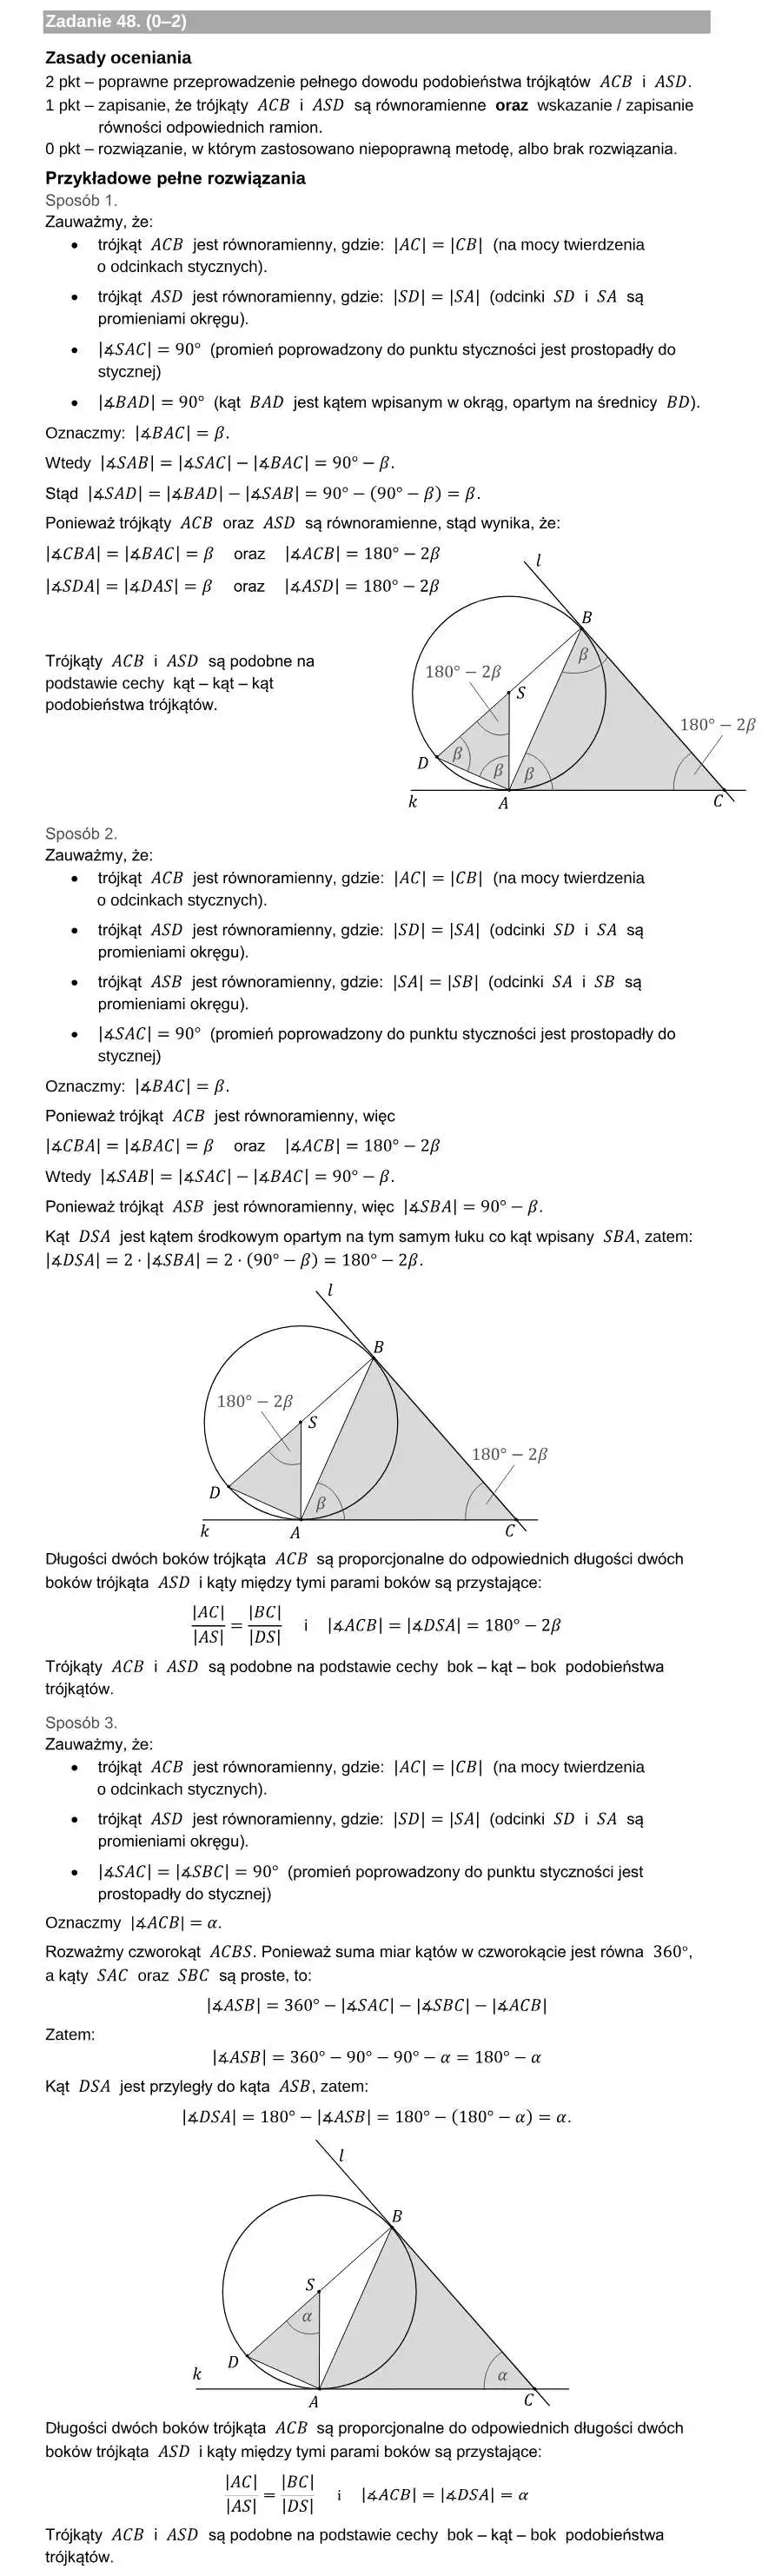 Zadanie 48. (0–2)
Zasady oceniania
2 pkt – poprawne przeprowadzenie pełnego dowodu podobieństwa trójkątów ACB i ASD.
1 pkt – zapisanie, że trójkąty ACB i ASD są równoramienne oraz wskazanie / zapisanie
równości odpowiednich ramion.
0 pkt – rozwiązanie, w którym zastosowano niepoprawną metodę, albo brak rozwiązania.
Przykładowe pełne rozwiązania
Sposób 1.
Zauważmy, że:
• trójkąt ACB jest równoramienny, gdzie: |AC| = |CB| (na mocy twierdzenia
o odcinkach stycznych).
• trójkąt ASD jest równoramienny, gdzie: |SD| = |SA| (odcinki SD i SA są
promieniami okręgu).
• |∡SAC| = 90° (promień poprowadzony do punktu styczności jest prostopadły do
stycznej)
• |∡BAD| = 90° (kąt BAD jest kątem wpisanym w okrąg, opartym na średnicy BD).
Oznaczmy: |∡BAC| = β.
Wtedy |∡SAB| = |∡SAC| − |∡BAC| = 90° − β.
Stąd |∡SAD| = |∡BAD| − |∡SAB| = 90° − (90° − β) = β.
Ponieważ trójkąty ACB oraz ASD są równoramienne, stąd wynika, że:
|∡CBA| = |∡BAC| = β oraz |∡ACB| = 180° − 2β
|∡SDA| = |∡DAS| = β oraz |∡ASD| = 180° − 2β
Trójkąty ACB i ASD są podobne na
podstawie cechy kąt – kąt – kąt
podobieństwa trójkątów.
l
B
β
180° − 2β
S
180° − 2β
D
β
β
β
k
A
C
Sposób 2.
Zauważmy, że:
• trójkąt ACB jest równoramienny, gdzie: |AC| = |CB| (na mocy twierdzenia
o odcinkach stycznych).
• trójkąt ASD jest równoramienny, gdzie: |SD| = |SA| (odcinki SD i SA są
promieniami okręgu).
• trójkąt ASB jest równoramienny, gdzie: |SA| = |SB| (odcinki SA i SB są
promieniami okręgu).
• |∡SAC| = 90° (promień poprowadzony do punktu styczności jest prostopadły do
stycznej)
Oznaczmy: |∡BAC| = β.
Ponieważ trójkąt ACB jest równoramienny, więc
|∡CBA| = |∡BAC| = β oraz |∡ACB| = 180° − 2β
Wtedy |∡SAB| = |∡SAC| − |∡BAC| = 90° − β.
Ponieważ trójkąt ASB jest równoramienny, więc |∡SBA| = 90° − β.
Kąt DSA jest kątem środkowym opartym na tym samym łuku co kąt wpisany SBA, zatem:
|∡DSA| = 2 · |∡SBA| = 2 · (90° − β) = 180° − 2β.
l
B
180° − 2β
S
180° − 2β
D
β
k
A
C
Długości dwóch boków trójkąta ACB są proporcjonalne do odpowiednich długości dwóch
boków trójkąta ASD i kąty między tymi parami boków są przystające:
|AC|/|AS| = |BC|/|DS| i |∡ACB| = |∡DSA| = 180° − 2β
Trójkąty ACB i ASD są podobne na podstawie cechy bok – kąt – bok podobieństwa
trójkątów.
Sposób 3.
Zauważmy, że:
• trójkąt ACB jest równoramienny, gdzie: |AC| = |CB| (na mocy twierdzenia
o odcinkach stycznych).
• trójkąt ASD jest równoramienny, gdzie: |SD| = |SA| (odcinki SD i SA są
promieniami okręgu).
• |∡SAC| = |∡SBC| = 90° (promień poprowadzony do punktu styczności jest
prostopadły do stycznej)
Oznaczmy |∡ACB| = α.
Rozważmy czworokąt ACBS. Ponieważ suma miar kątów w czworokącie jest równa 360°,
a kąty SAC oraz SBC są proste, to:
|∡ASB| = 360° − |∡SAC| − |∡SBC| − |∡ACB|
Zatem:
|∡ASB| = 360° − 90° − 90° − α = 180° − α
Kąt DSA jest przyległy do kąta ASB, zatem:
|∡DSA| = 180° − |∡ASB| = 180° − (180° − α) = α.
l
B
S
α
D
k
α
A
C
Długości dwóch boków trójkąta ACB są proporcjonalne do odpowiednich długości dwóch
boków trójkąta ASD i kąty między tymi parami boków są przystające:
|AC|/|AS| = |BC|/|DS| i |∡ACB| = |∡DSA| = α
Trójkąty ACB i ASD są podobne na podstawie cechy bok – kąt – bok podobieństwa
trójkątów.